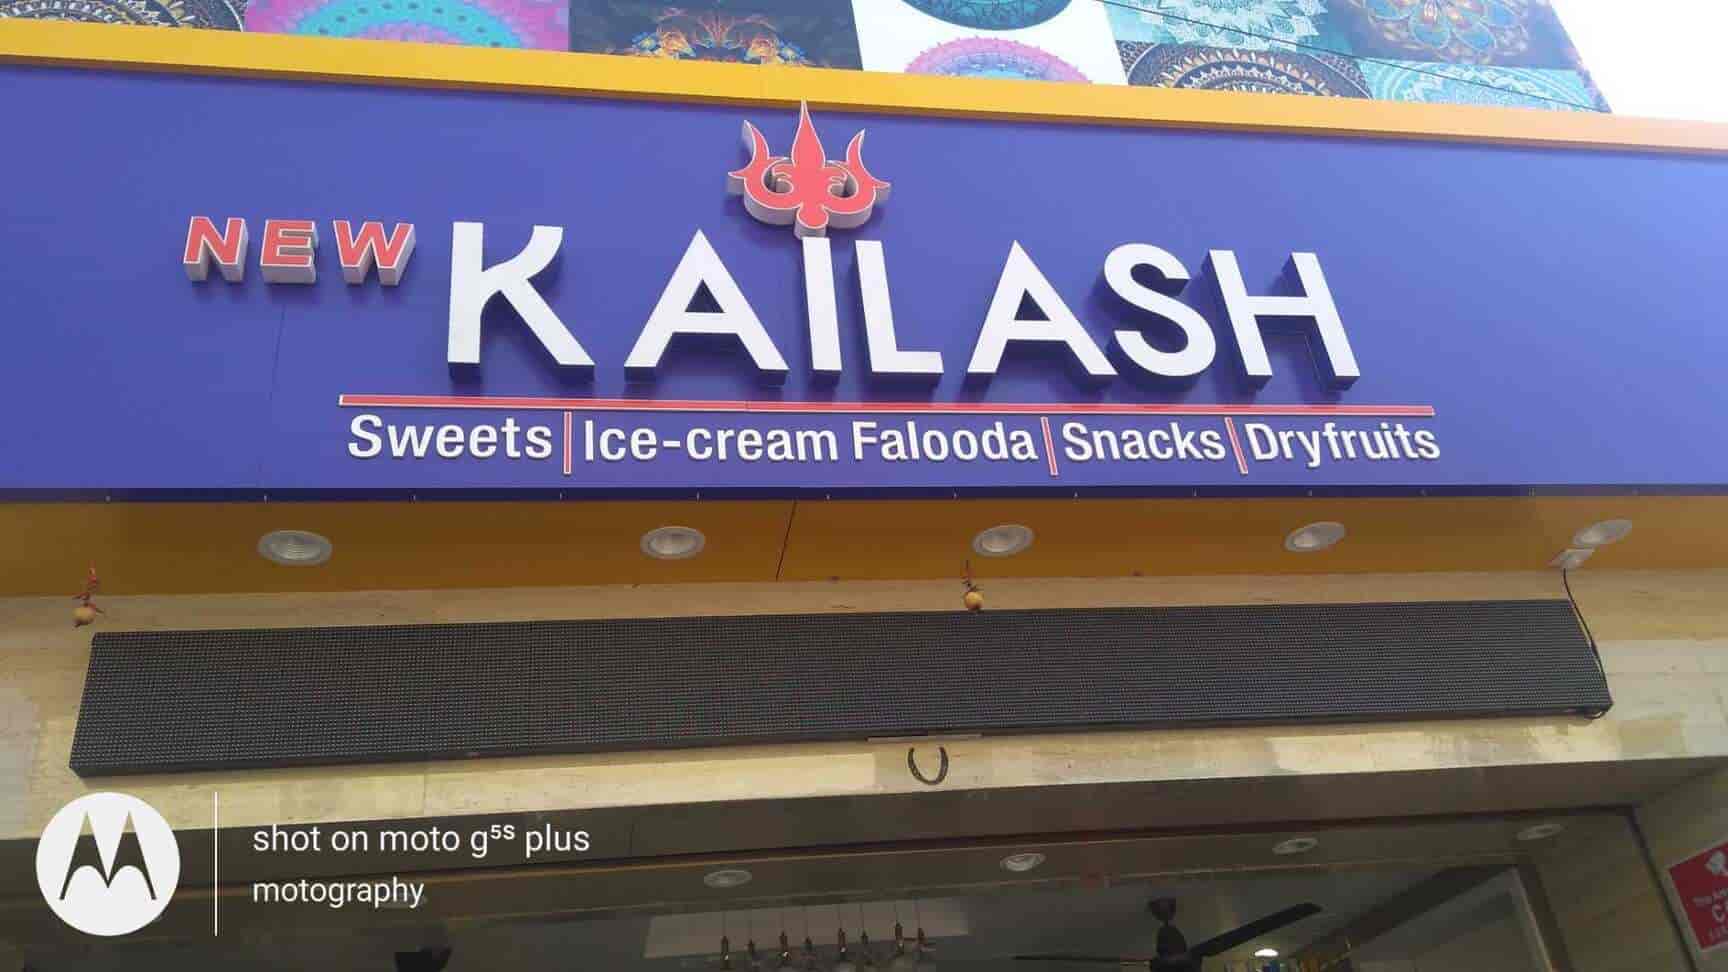 NEW KAILASH
Sweets|Ice-cream Falooda|Snacks|Dryfruits
shot on moto g⁵ˢ plus
motography